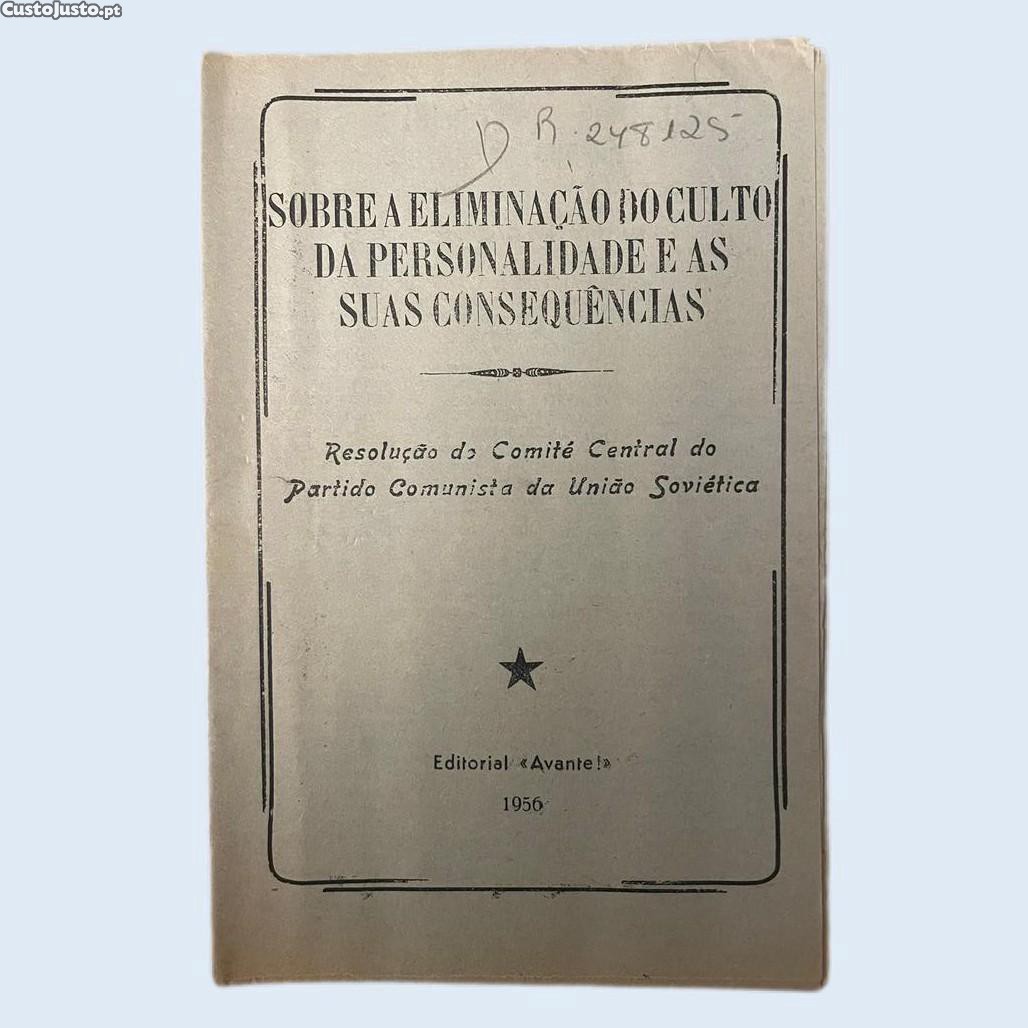 CustoJusto.pt
R. 248125
SOBRE A ELIMINAÇÃO DO CULTO
DA PERSONALIDADE E AS
SUAS CONSEQUÊNCIAS
Resolução do Comité Central do
Partido Comunista da União Soviética
Editorial «Avante!»
1956